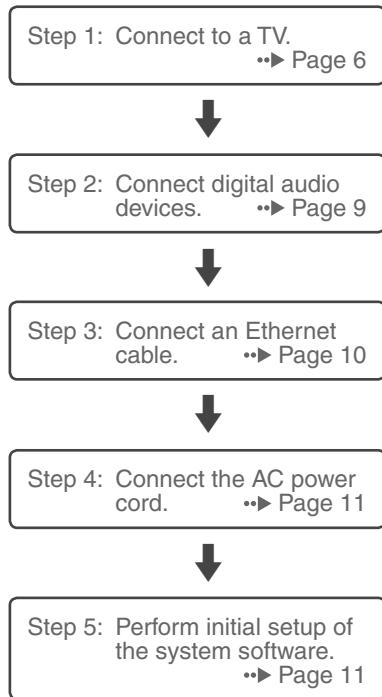 Step 1: Connect to a TV.
••▶ Page 6
Step 2: Connect digital audio
devices. ••▶ Page 9
Step 3: Connect an Ethernet
cable. ••▶ Page 10
Step 4: Connect the AC power
cord. ••▶ Page 11
Step 5: Perform initial setup of
the system software.
••▶ Page 11